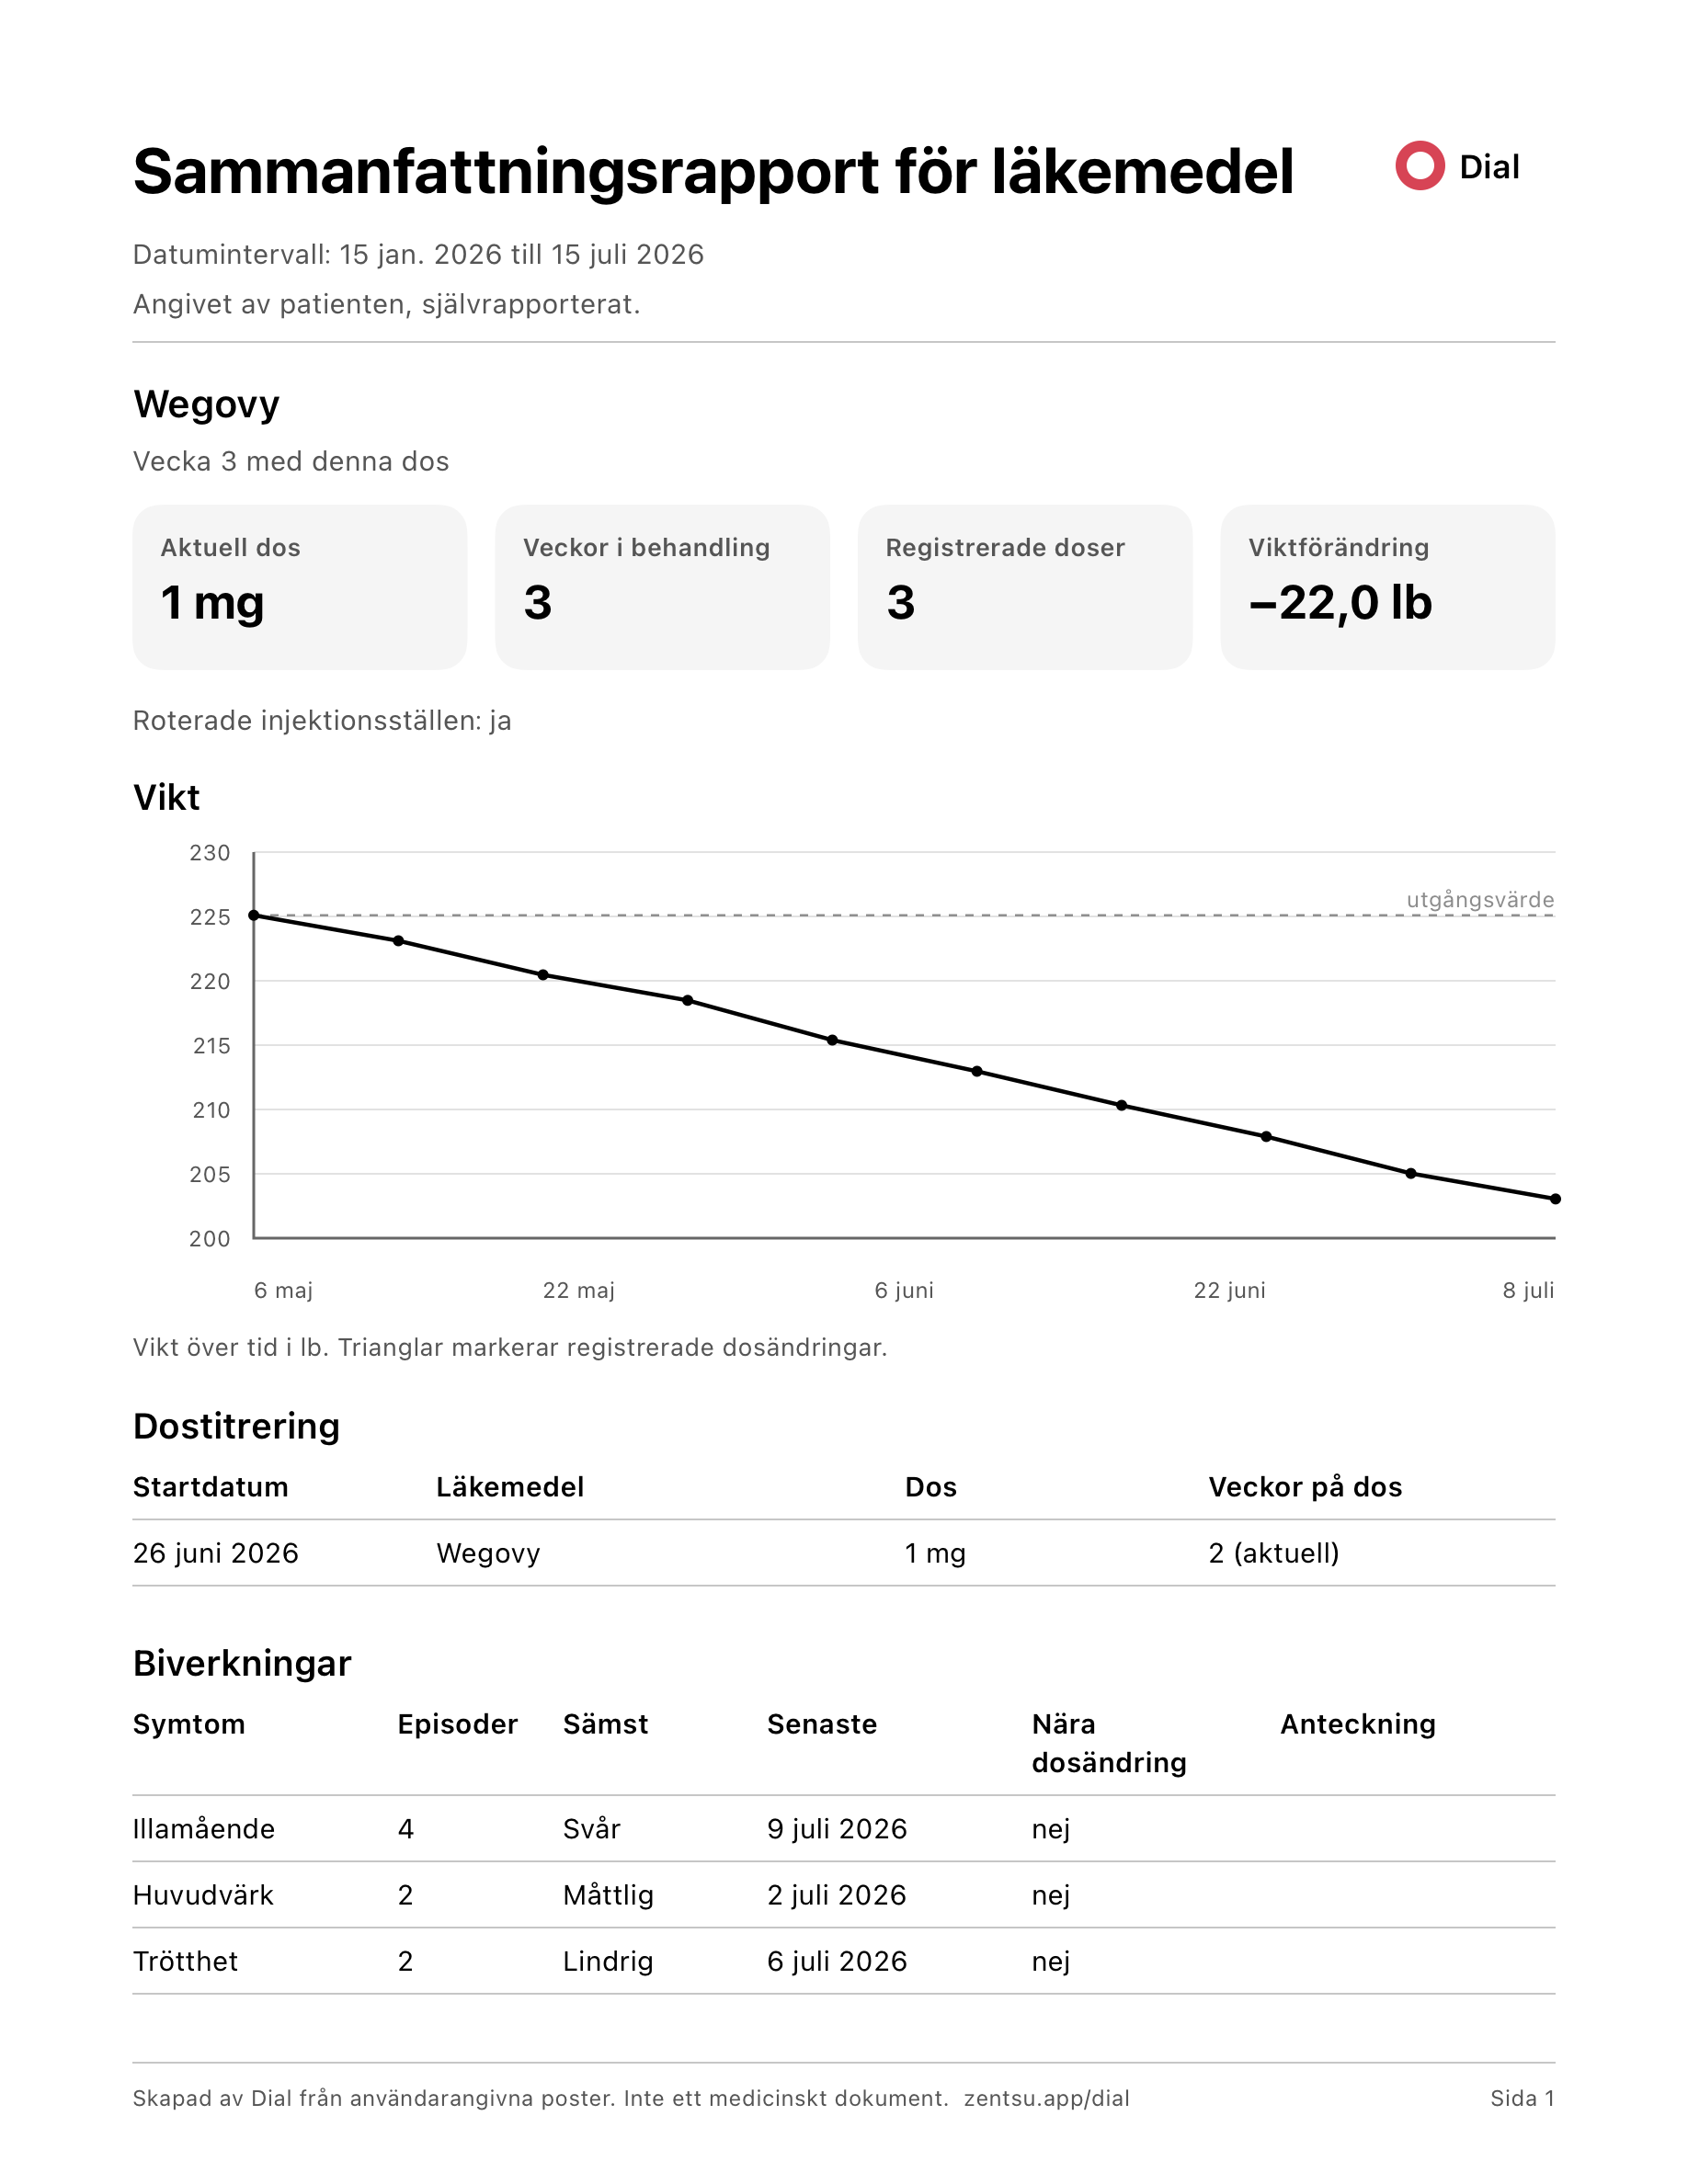 Sammanfattningsrapport för läkemedel
Dial
Datumintervall: 15 jan. 2026 till 15 juli 2026
Angivet av patienten, självrapporterat.
Wegovy
Vecka 3 med denna dos
Aktuell dos
1 mg
Veckor i behandling
3
Registrerade doser
3
Viktförändring
−22,0 lb
Roterade injektionsställen: ja
Vikt
230
225
220
215
210
205
200
utgångsvärde
6 maj 22 maj 6 juni 22 juni 8 juli
Vikt över tid i lb. Trianglar markerar registrerade dosändringar.
Dostitrering
Startdatum Läkemedel Dos Veckor på dos
26 juni 2026 Wegovy 1 mg 2 (aktuell)
Biverkningar
Symtom Episoder Sämst Senaste Nära dosändring Anteckning
Illamående 4 Svår 9 juli 2026 nej
Huvudvärk 2 Måttlig 2 juli 2026 nej
Trötthet 2 Lindrig 6 juli 2026 nej
Skapad av Dial från användarangivna poster. Inte ett medicinskt dokument. zentsu.app/dial Sida 1